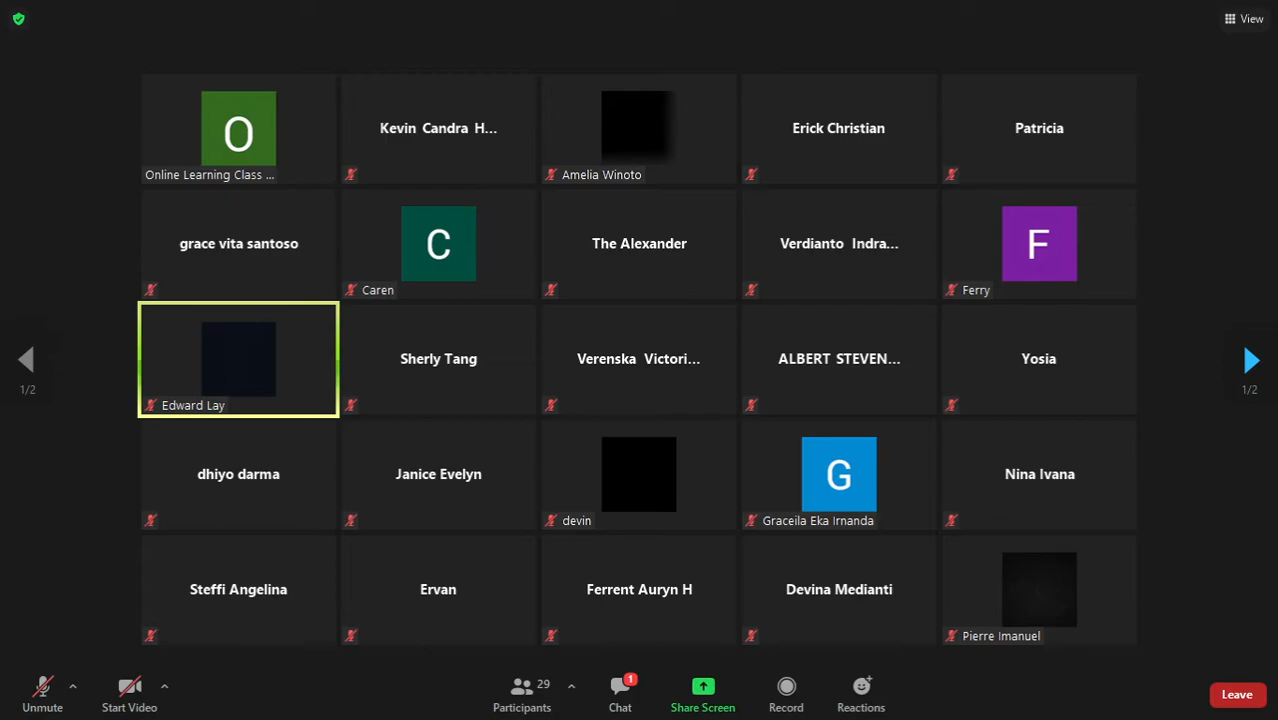 View
O
Online Learning Class ...
Kevin Candra H...
Amelia Winoto
Erick Christian
Patricia
grace vita santoso
C
Caren
The Alexander
Verdianto Indra...
F
Ferry
Edward Lay
Sherly Tang
Verenska Victori...
ALBERT STEVEN...
Yosia
1/2
1/2
dhiyo darma
Janice Evelyn
devin
G
Graceila Eka Irnanda
Nina Ivana
Steffi Angelina
Ervan
Ferrent Auryn H
Devina Medianti
Pierre Imanuel
Unmute
Start Video
29
Participants
1
Chat
Share Screen
Record
Reactions
Leave